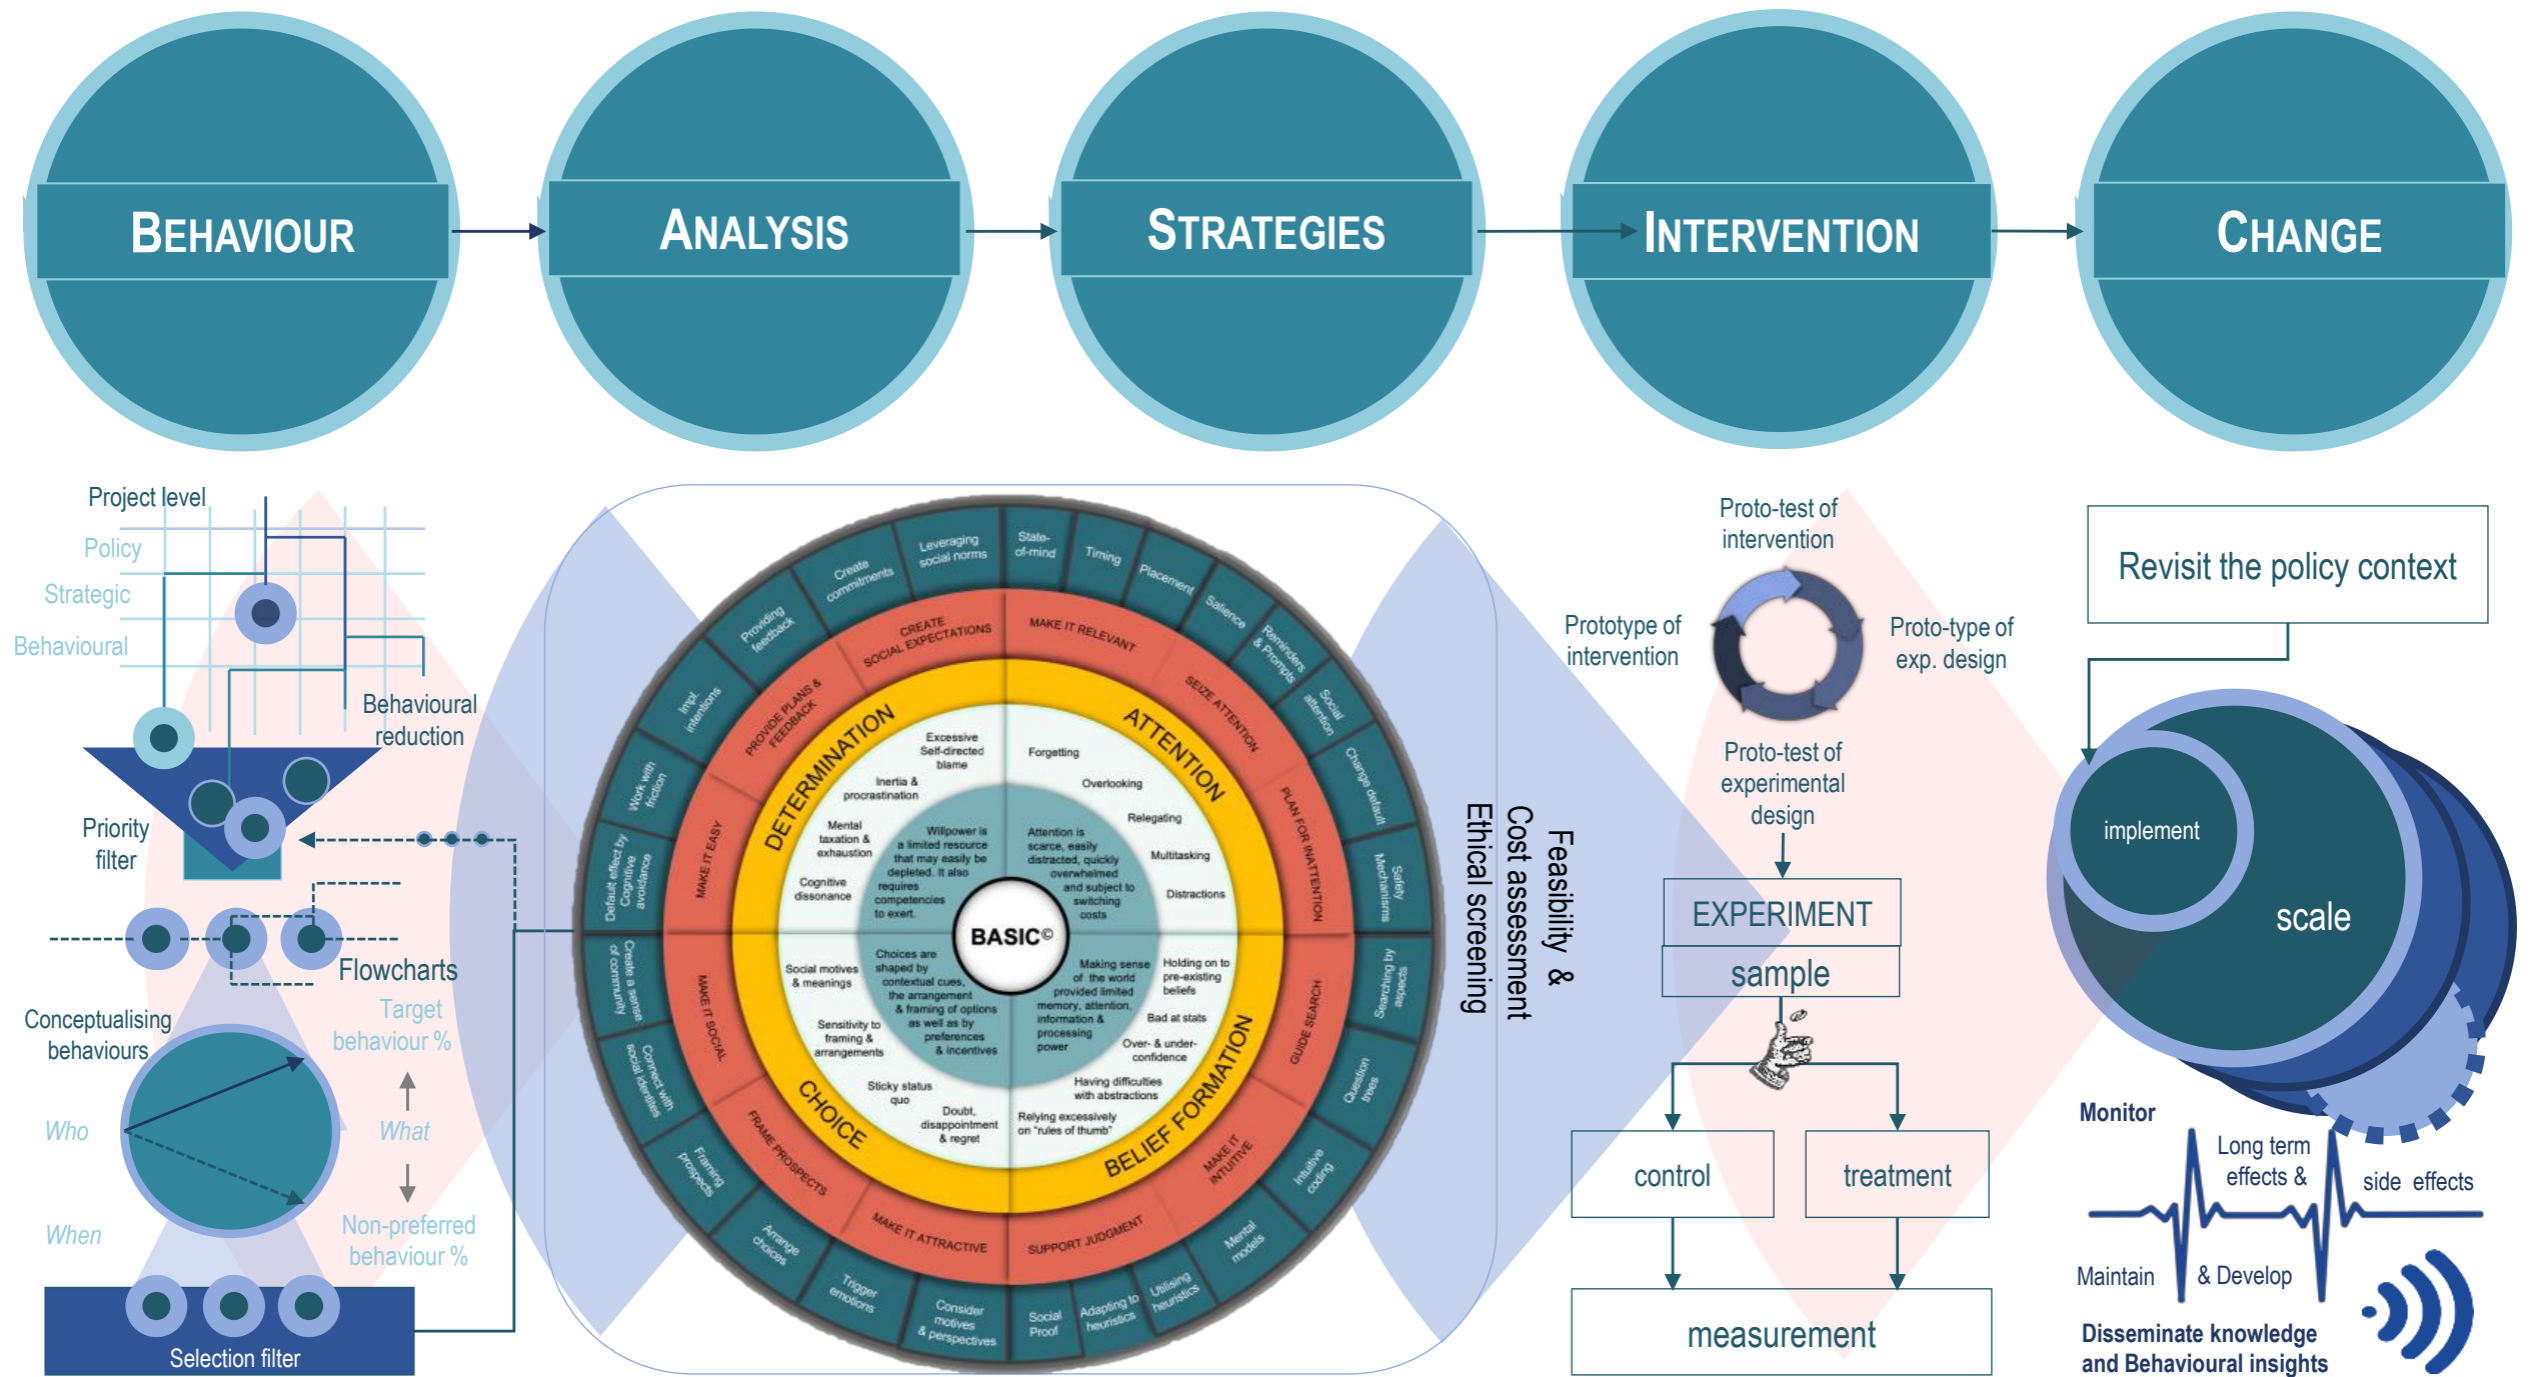 BEHAVIOUR
ANALYSIS
STRATEGIES
INTERVENTION
CHANGE
Project level
Policy
Strategic
Behavioural
Behavioural
reduction
Priority
filter
Flowcharts
Conceptualising
behaviours
Target
behaviour %
Who
What
When
Non-preferred
behaviour %
Selection filter
State-
of-mind
Timing
Placement
Salience
Reminders
& Prompts
Social
attention
Change default
Safety
Mechanisms
Searching by
aspects
Question
trees
Intuitive
coding
Mental
models
Utilising
heuristics
Adapting to
heuristics
Social
Proof
Consider
motives
& perspectives
Trigger
emotions
Arrange
choices
Framing
prospects
Connect with
social identites
Create a sense
of community
Default effect by
Cognitive
avoidance
Work with
friction
Impl.
intentions
Providing
feedback
Create
commitments
Leveraging
social norms
MAKE IT RELEVANT
SEIZE ATTENTION
PLAN FOR INATTENTION
GUIDE SEARCH
MAKE IT
INTUITIVE
SUPPORT JUDGMENT
MAKE IT ATTRACTIVE
FRAME PROSPECTS
MAKE IT SOCIAL
MAKE IT EASY
PROVIDE PLANS &
FEEDBACK
CREATE
SOCIAL EXPECTATIONS
DETERMINATION
Excessive
Self-directed
blame
Inertia &
procrastination
Mental
taxation &
exhaustion
Cognitive
dissonance
Willpower is
a limited resource
that may easily be
depleted. It also
requires
competencies
to exert.
ATTENTION
Forgetting
Overlooking
Relegating
Multitasking
Distractions
Attention is
scarce, easily
distracted, quickly
overwhelmed
and subject to
switching
costs
BASIC©
CHOICE
Social motives
& meanings
Sensitivity to
framing &
arrangements
Sticky status
quo
Doubt,
disappointment
& regret
Choices are
shaped by
contextual cues,
the arrangement
& framing of options
as well as by
preferences
& incentives
BELIEF FORMATION
Holding on to
pre-existing
beliefs
Bad at stats
Over- & under-
confidence
Having difficulties
with abstractions
Relying excessively
on "rules of thumb"
Making sense
of the world
provided limited
memory, attention,
information &
processing
power
Feasibility &
Cost assessment
Ethical screening
Proto-test of
intervention
Prototype of
intervention
Proto-type of
exp. design
Proto-test of
experimental
design
EXPERIMENT
sample
control
treatment
measurement
Revisit the policy context
implement
scale
Monitor
Long term
effects &
side effects
Maintain
& Develop
Disseminate knowledge
and Behavioural insights